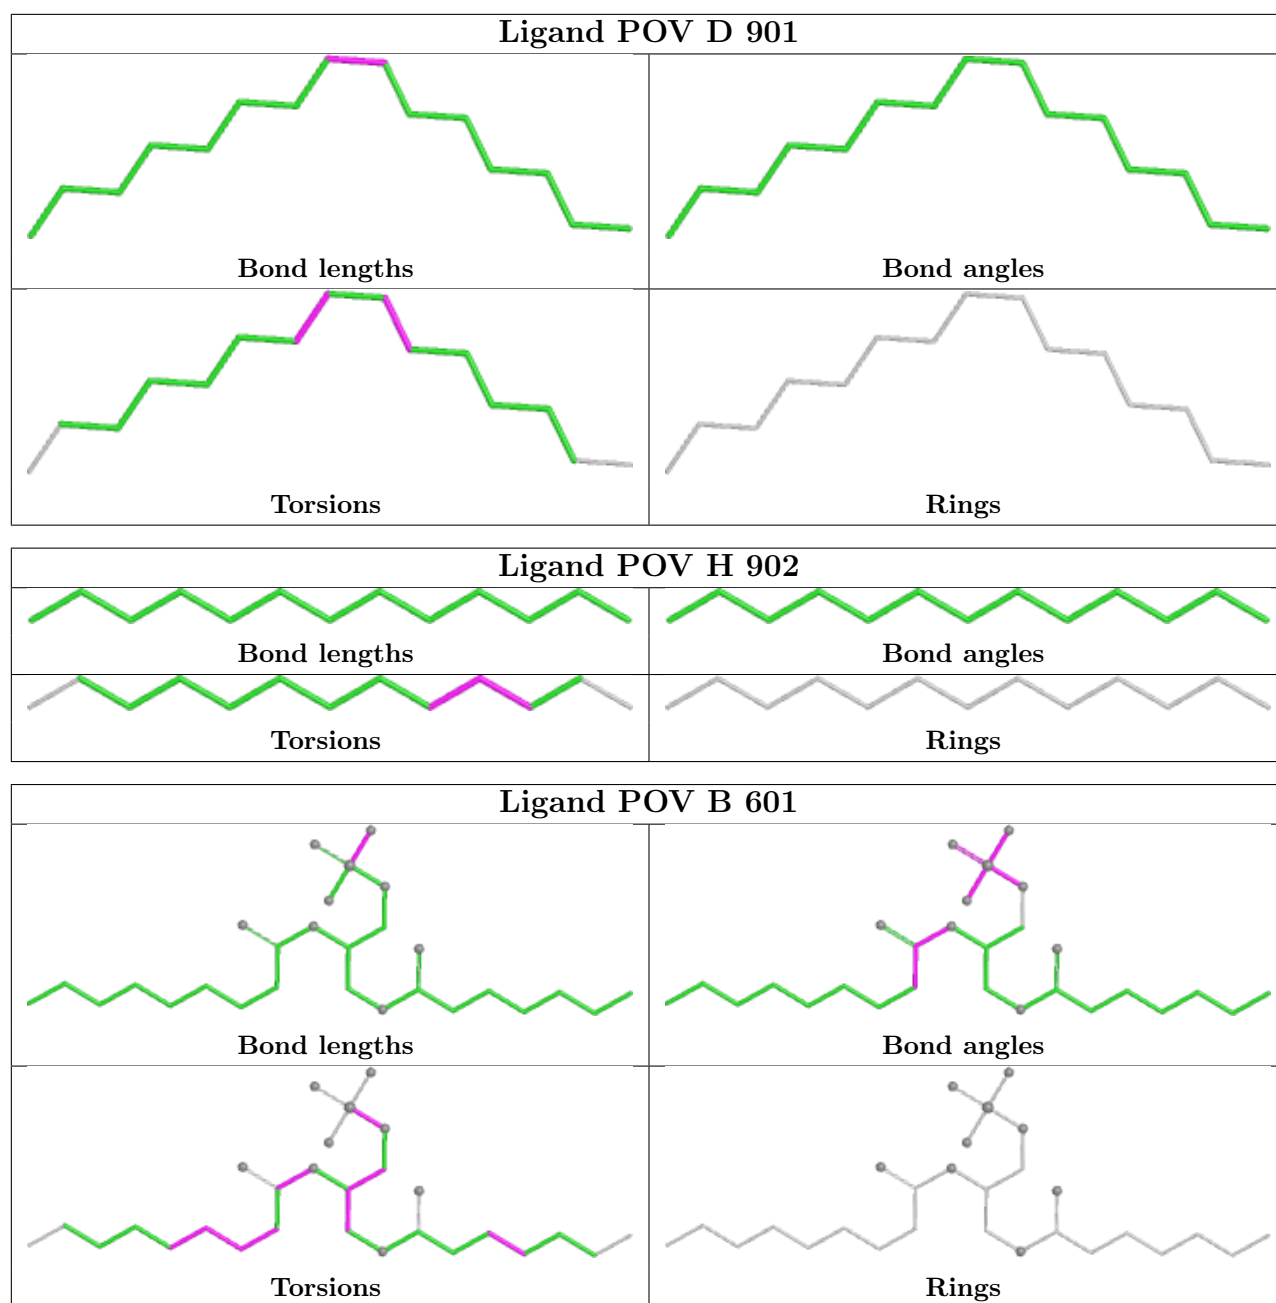 Ligand POV D 901
Bond lengths Bond angles
Torsions Rings
Ligand POV H 902
Bond lengths Bond angles
Torsions Rings
Ligand POV B 601
Bond lengths Bond angles
Torsions Rings